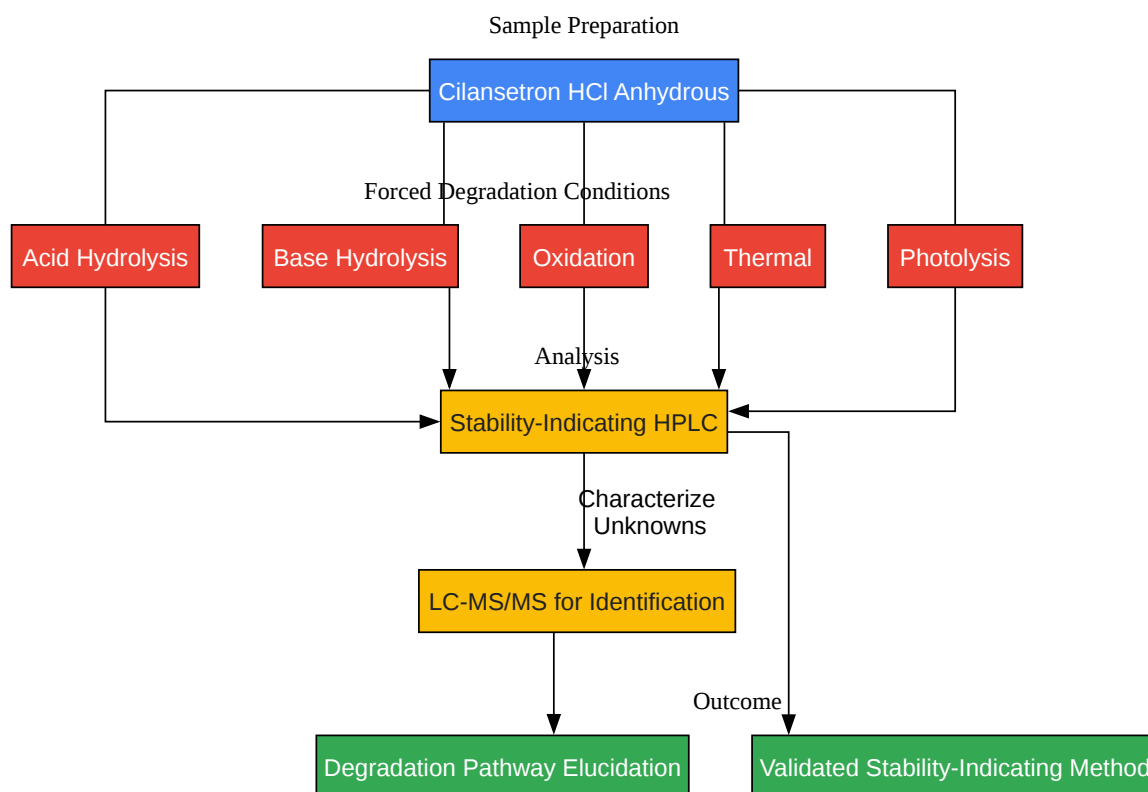 Sample Preparation
Cilansetron HCl Anhydrous
Forced Degradation Conditions
Acid Hydrolysis
Base Hydrolysis
Oxidation
Thermal
Photolysis
Analysis
Stability-Indicating HPLC
Characterize
Unknowns
LC-MS/MS for Identification
Outcome
Degradation Pathway Elucidation
Validated Stability-Indicating Method